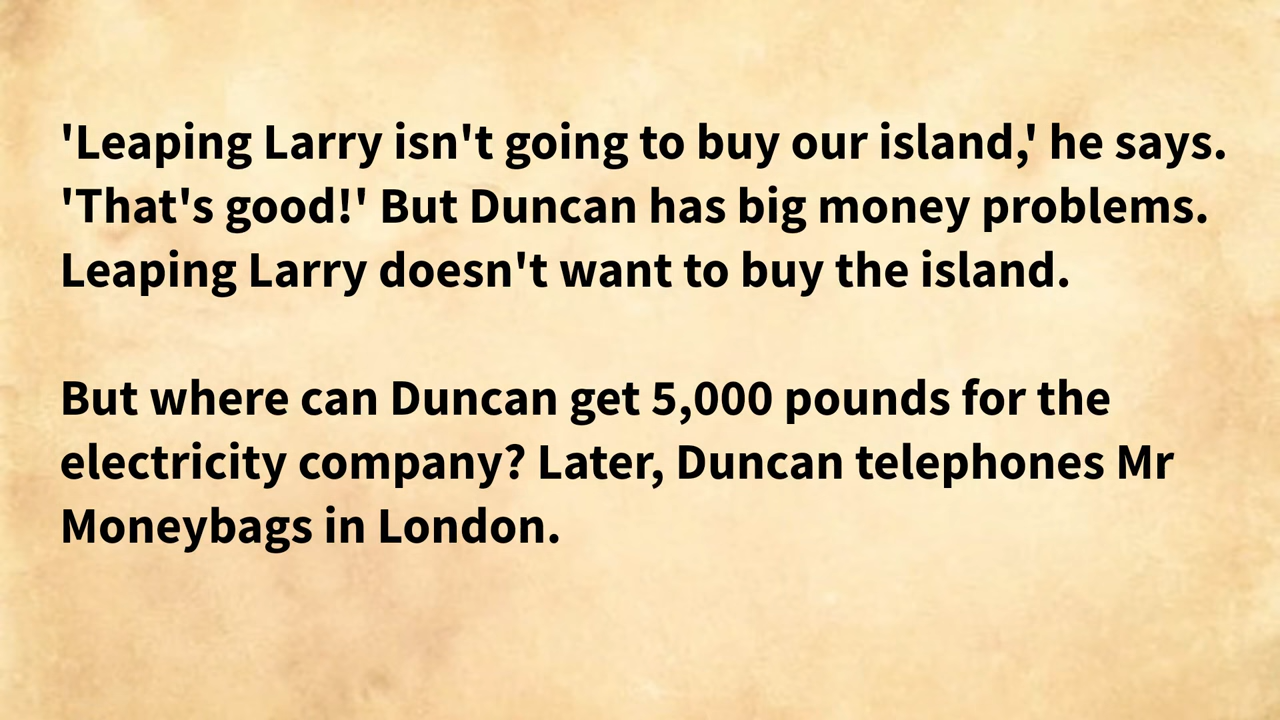 'Leaping Larry isn't going to buy our island,' he says.
'That's good!' But Duncan has big money problems.
Leaping Larry doesn't want to buy the island.
But where can Duncan get 5,000 pounds for the
electricity company? Later, Duncan telephones Mr
Moneybags in London.